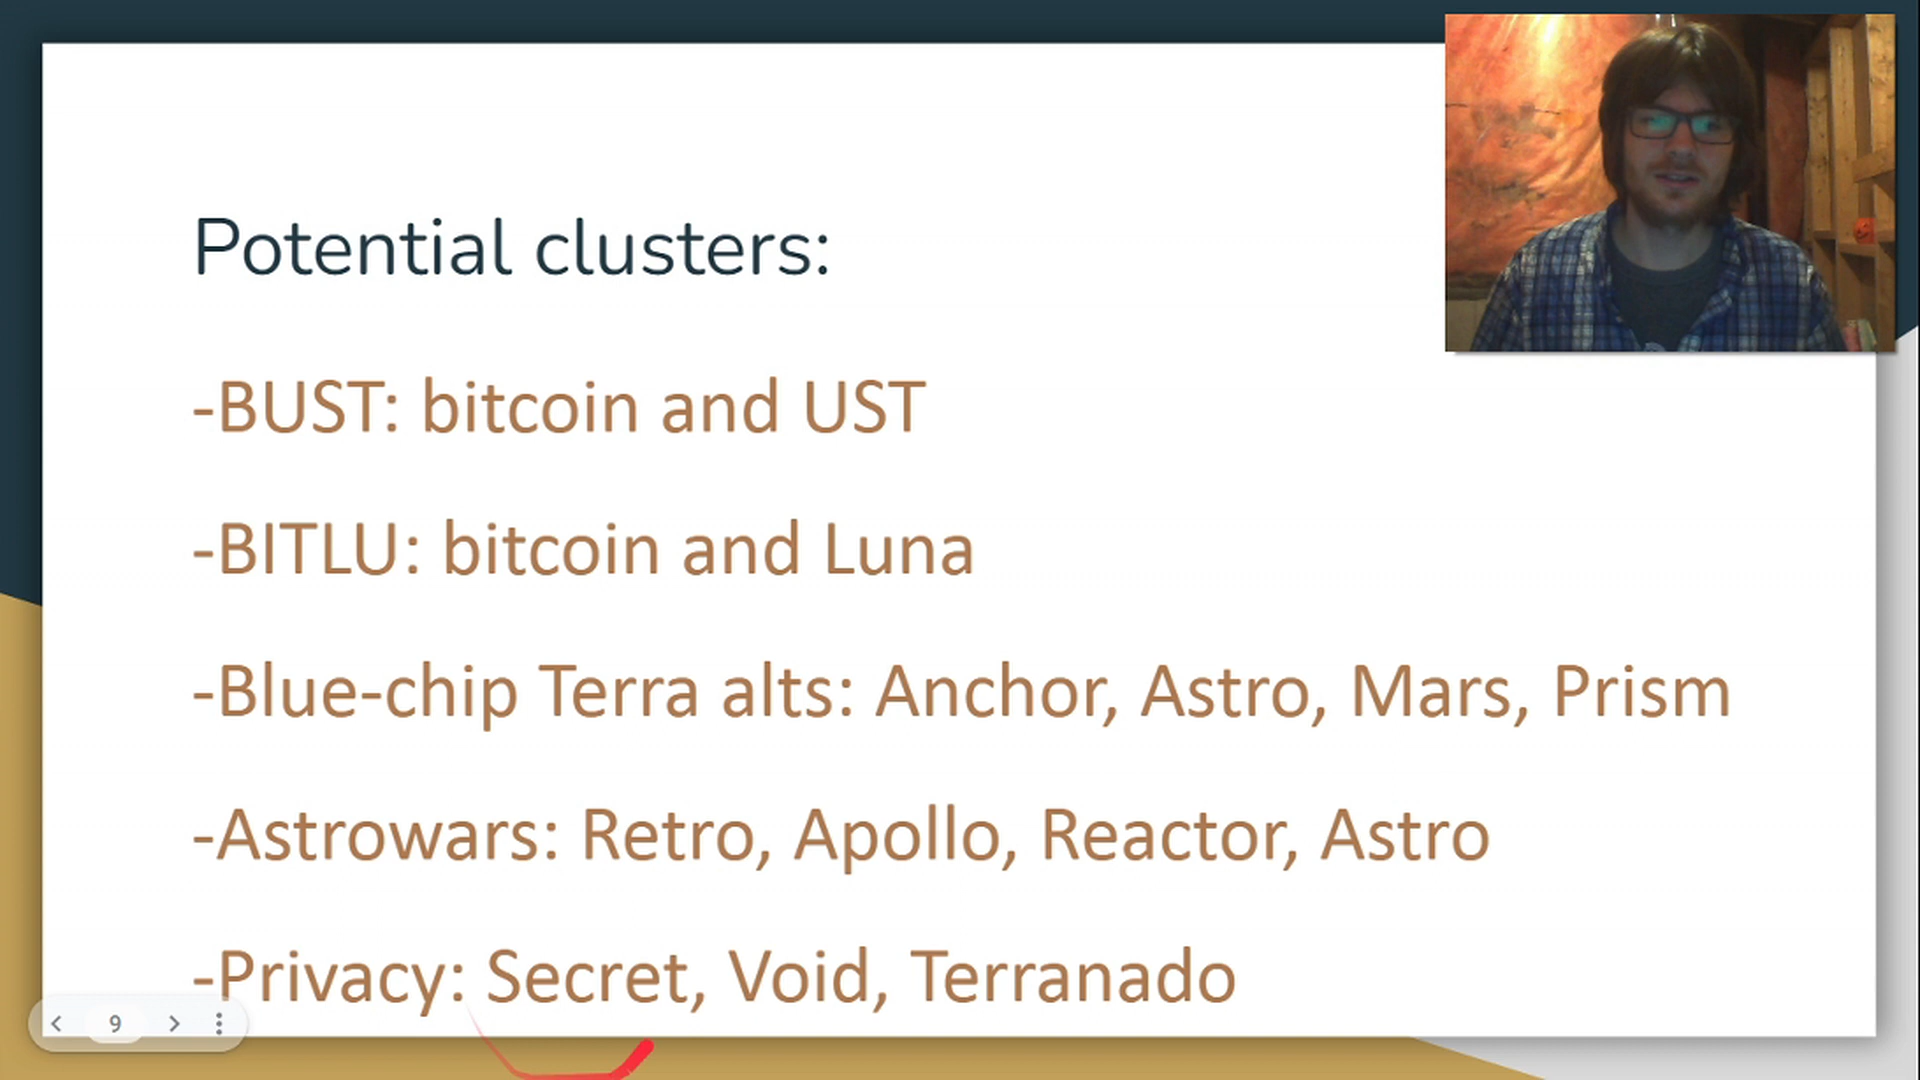 Potential clusters:
-BUST: bitcoin and UST
-BITLU: bitcoin and Luna
-Blue-chip Terra alts: Anchor, Astro, Mars, Prism
-Astrowars: Retro, Apollo, Reactor, Astro
-Privacy: Secret, Void, Terranado
9